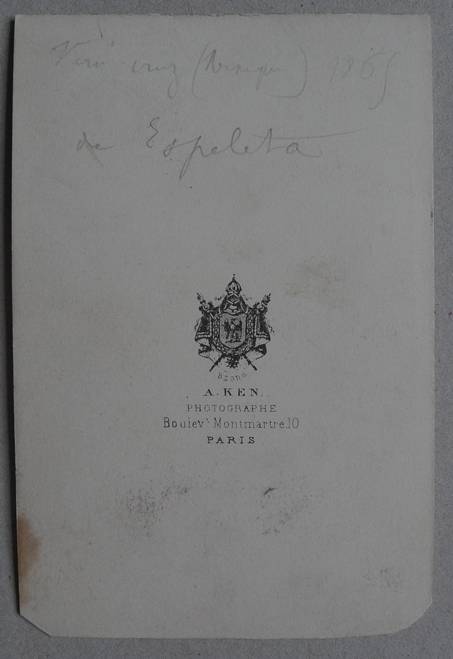 Vera cruz (Mexique) 1865
de Espeleta
A. KEN.
PHOTOGRAPHE
Boulevt. Montmartre.10
PARIS